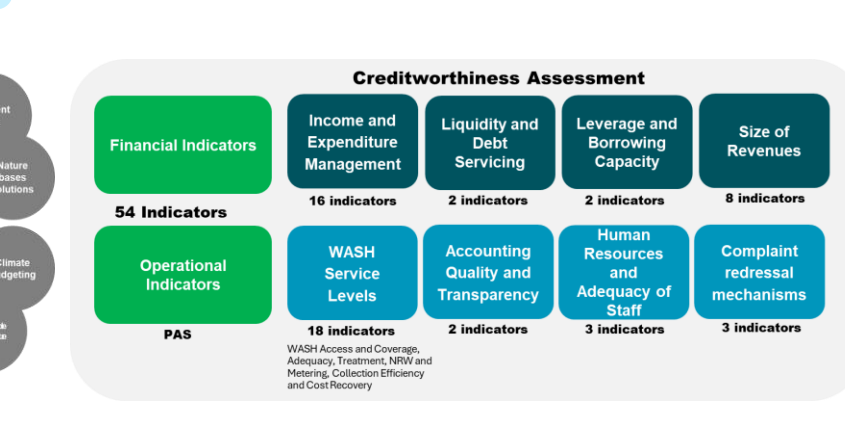 Creditworthiness Assessment
Financial Indicators
Income and
Expenditure
Management
Liquidity and
Debt
Servicing
Leverage and
Borrowing
Capacity
Size of
Revenues
16 indicators
2 indicators
2 indicators
8 indicators
54 Indicators
Operational
Indicators
WASH
Service
Levels
Accounting
Quality and
Transparency
Human
Resources
and
Adequacy of
Staff
Complaint
redressal
mechanisms
PAS
18 indicators
2 indicators
3 indicators
3 indicators
WASH Access and Coverage,
Adequacy, Treatment, NRW and
Metering, Collection Efficiency
and Cost Recovery
nt
Nature
bases
olutions
Climate
dgeting